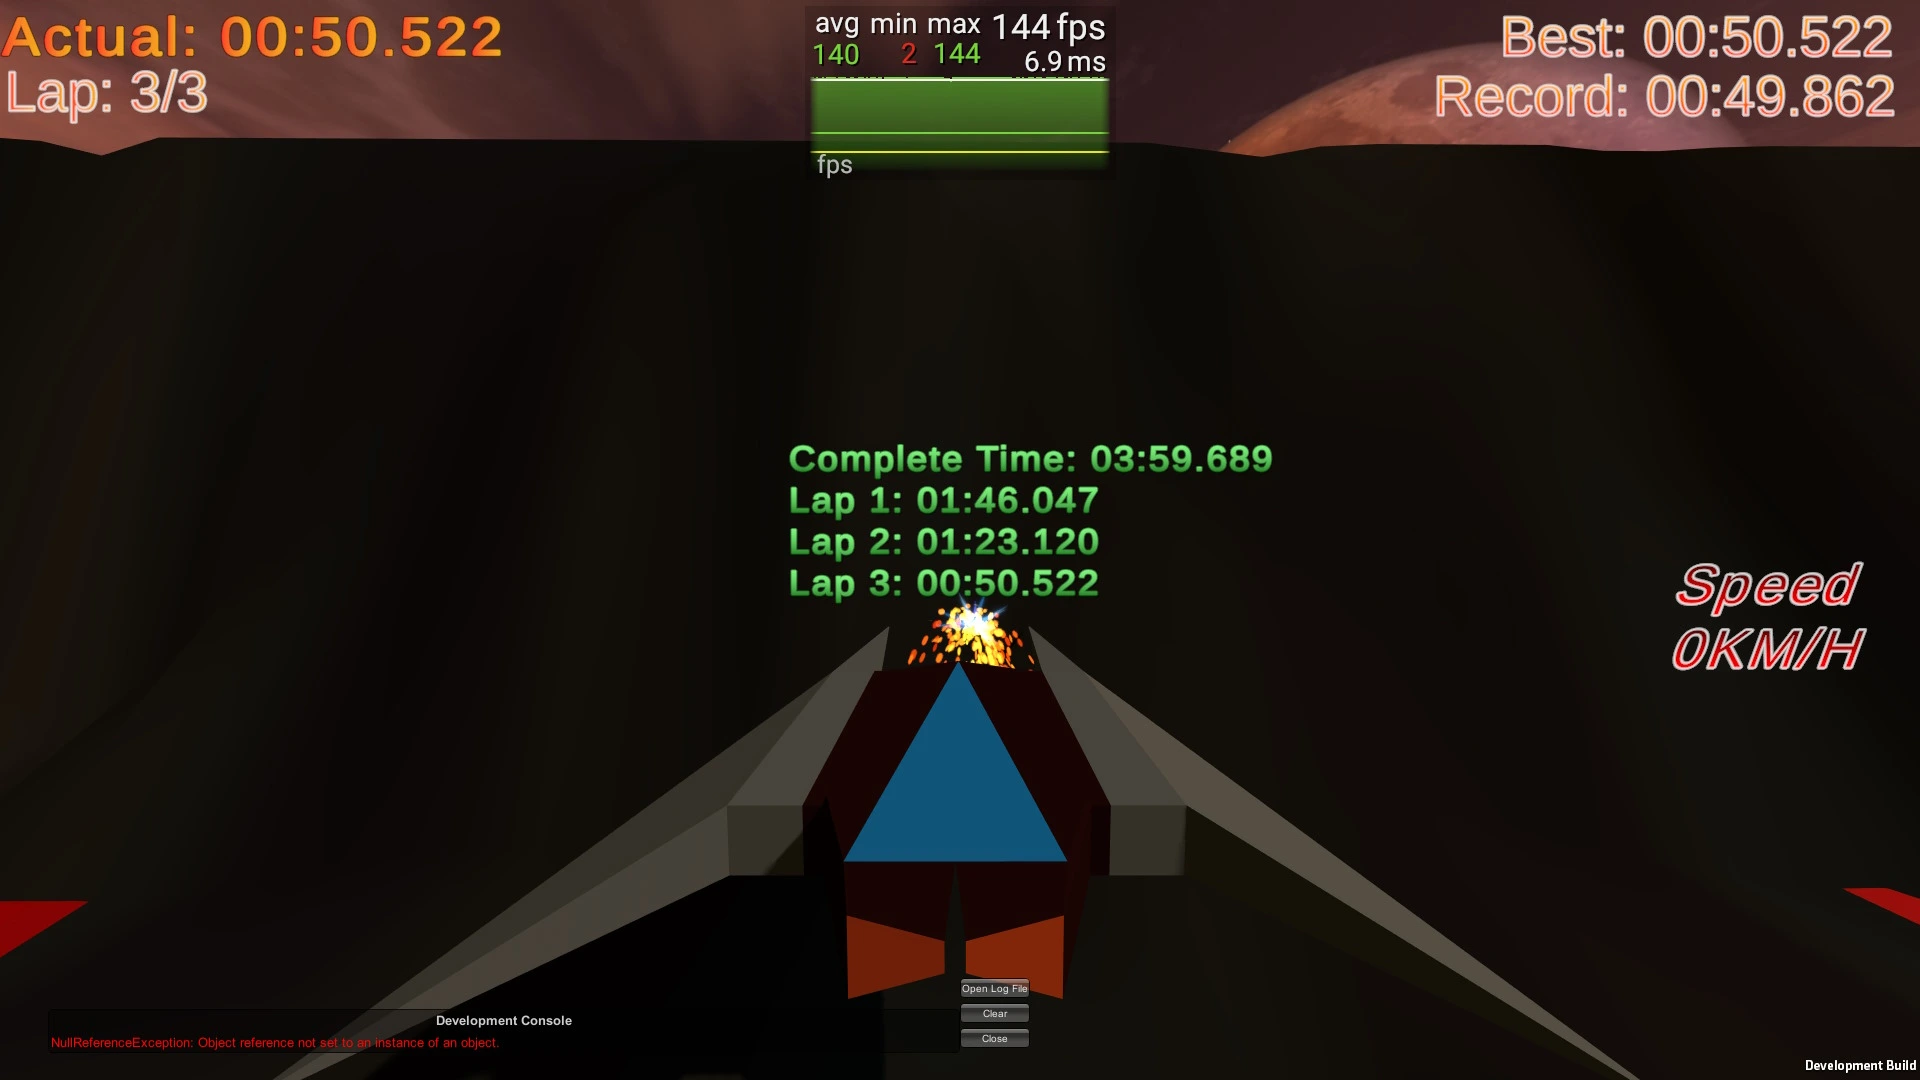 Actual: 00:50.522
Lap: 3/3
avg min max 144 fps
140 2 144 6.9 ms
fps
Best: 00:50.522
Record: 00:49.862
Complete Time: 03:59.689
Lap 1: 01:46.047
Lap 2: 01:23.120
Lap 3: 00:50.522
Speed
0KM/H
Open Log File
Clear
Close
Development Console
NullReferenceException: Object reference not set to an instance of an object.
Development Build